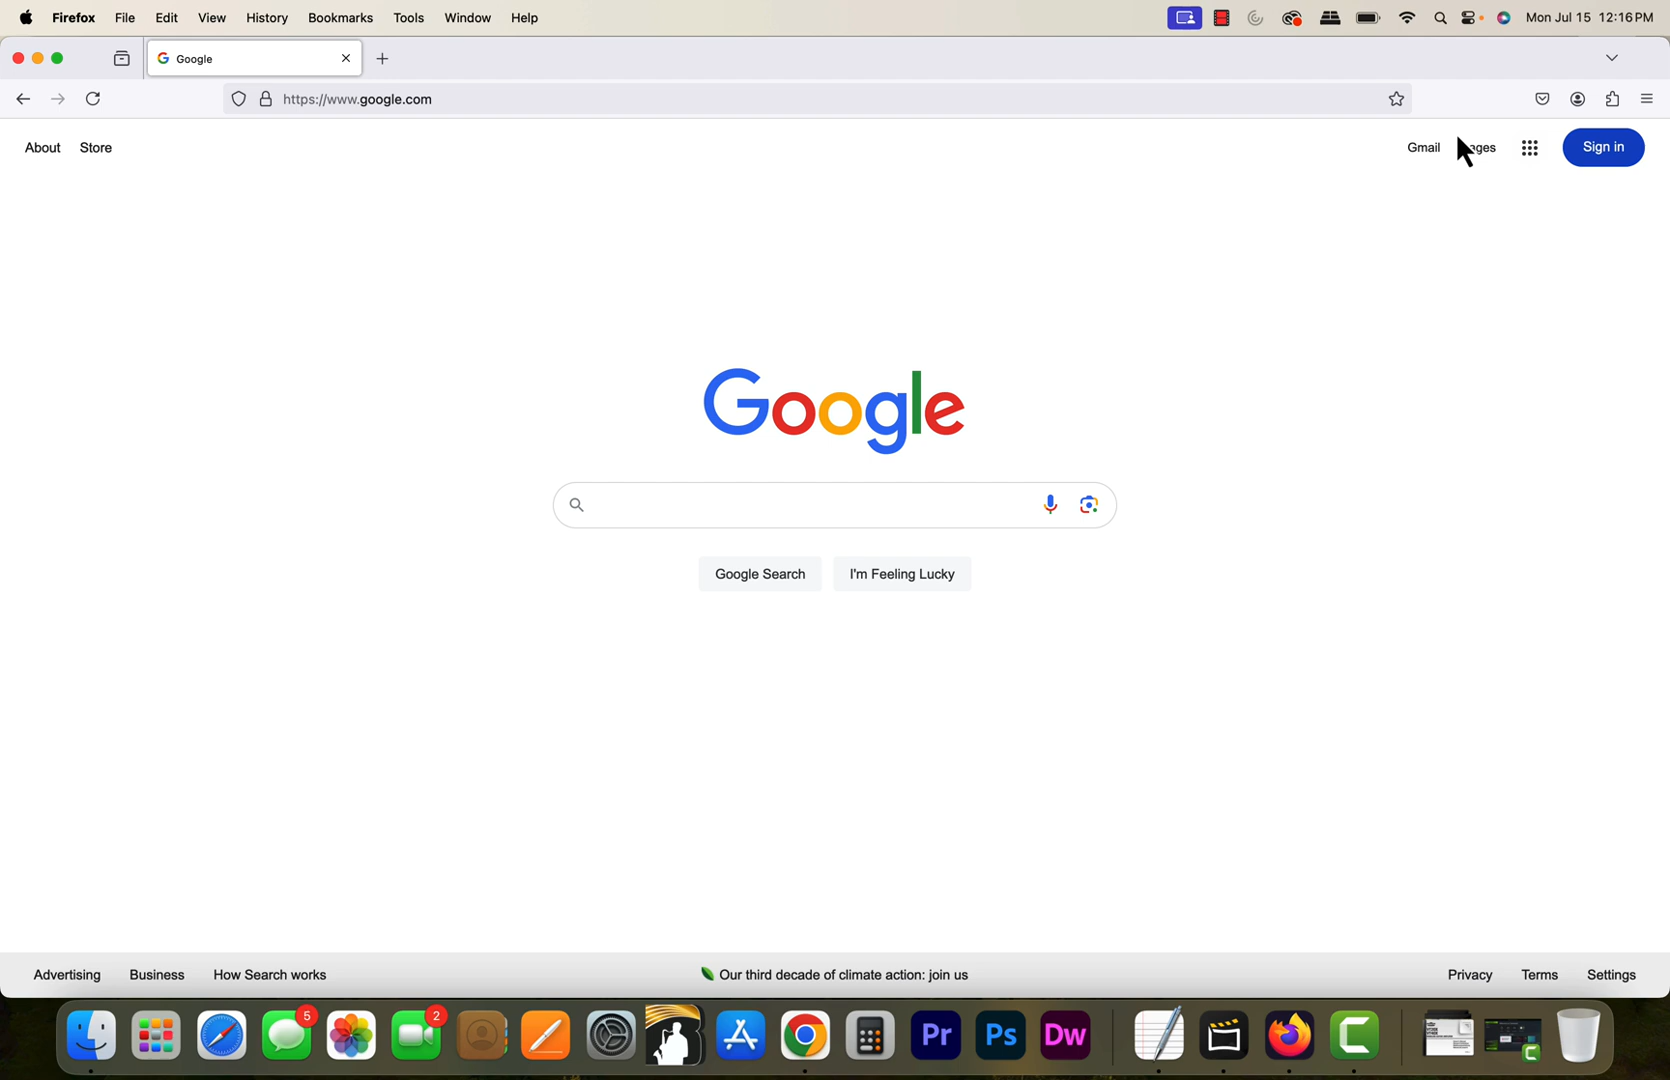 Firefox File Edit View History Bookmarks Tools Window Help Mon Jul 15 12:16 PM
Google
https://www.google.com
About Store Gmail Sign in
Google
Google Search I'm Feeling Lucky
Advertising Business How Search works Our third decade of climate action: join us Privacy Terms Settings
5 2
Pr Ps Dw